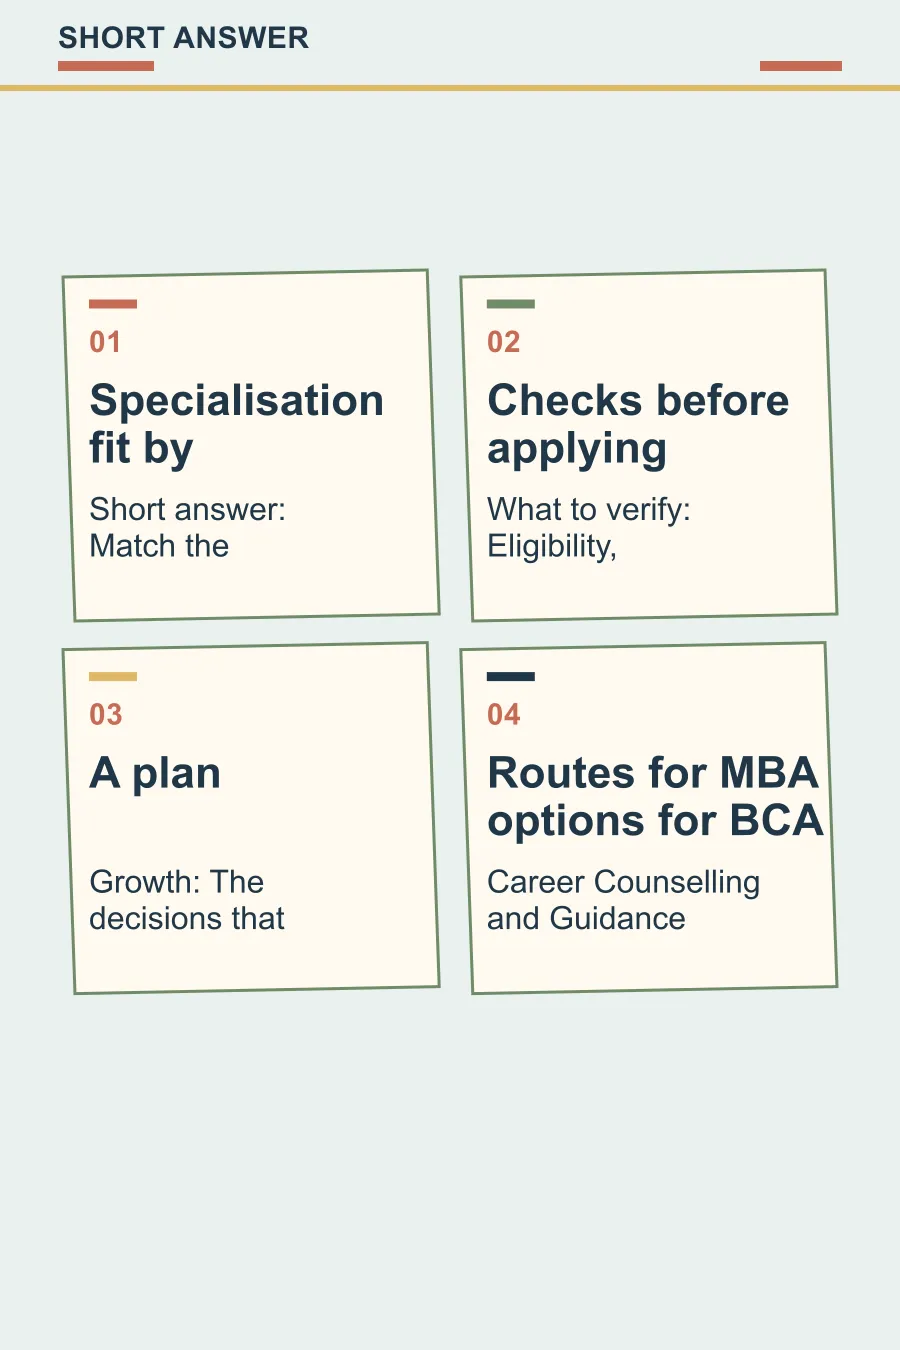 SHORT ANSWER
01
Specialisation
fit by
Short answer:
Match the
02
Checks before
applying
What to verify:
Eligibility,
03
A plan
Growth: The
decisions that
04
Routes for MBA
options for BCA
Career Counselling
and Guidance